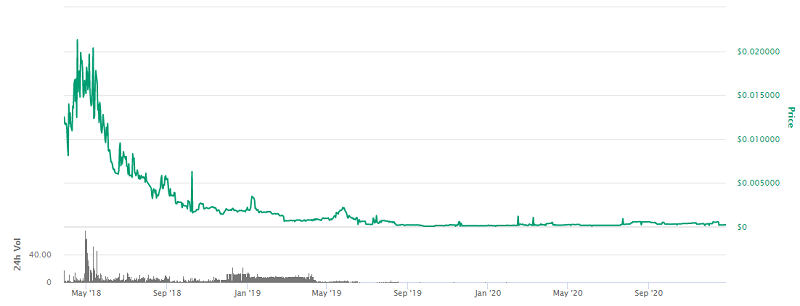 $0.020000
$0.015000
$0.010000
$0.005000
$0
Price
24h Vol
40.00
0
May '18
Sep '18
Jan '19
May '19
Sep '19
Jan '20
May '20
Sep '20